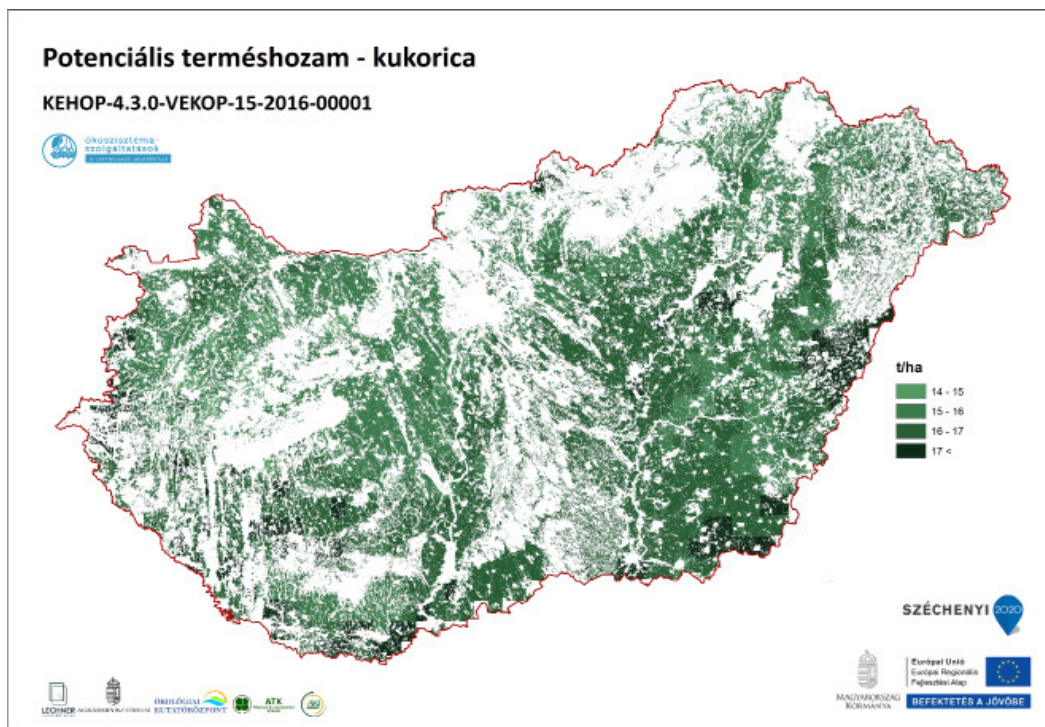 Potenciális terméshozam - kukorica
KEHOP-4.3.0-VEKOP-15-2016-00001
ökoszisztéma-
szolgáltatások
t/ha
14 - 15
15 - 16
16 - 17
17 <
SZÉCHENYI 2020
MAGYARORSZÁG
KORMÁNYA
Európai Unió
Európai Regionális
Fejlesztési Alap
BEFEKTETÉS A JÖVŐBE
LECHNER
AGRÁRMINISZTÉRIUM
ÖKOLÓGIAI
KUTATÓKÖZPONT
ATK